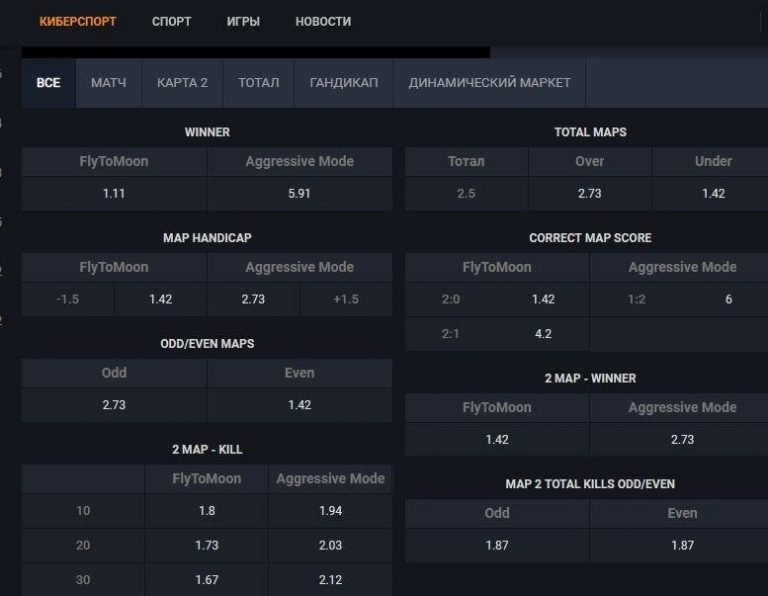 КИБЕРСПОРТ СПОРТ ИГРЫ НОВОСТИ
ВСЕ МАТЧ КАРТА 2 ТОТАЛ ГАНДИКАП ДИНАМИЧЕСКИЙ МАРКЕТ
WINNER
FlyToMoon Aggressive Mode
1.11 5.91
MAP HANDICAP
FlyToMoon Aggressive Mode
-1.5 1.42 2.73 +1.5
ODD/EVEN MAPS
Odd Even
2.73 1.42
2 MAP - KILL
FlyToMoon Aggressive Mode
10 1.8 1.94
20 1.73 2.03
30 1.67 2.12
TOTAL MAPS
Тотал Over Under
2.5 2.73 1.42
CORRECT MAP SCORE
FlyToMoon Aggressive Mode
2:0 1.42 1:2 6
2:1 4.2
2 MAP - WINNER
FlyToMoon Aggressive Mode
1.42 2.73
MAP 2 TOTAL KILLS ODD/EVEN
Odd Even
1.87 1.87